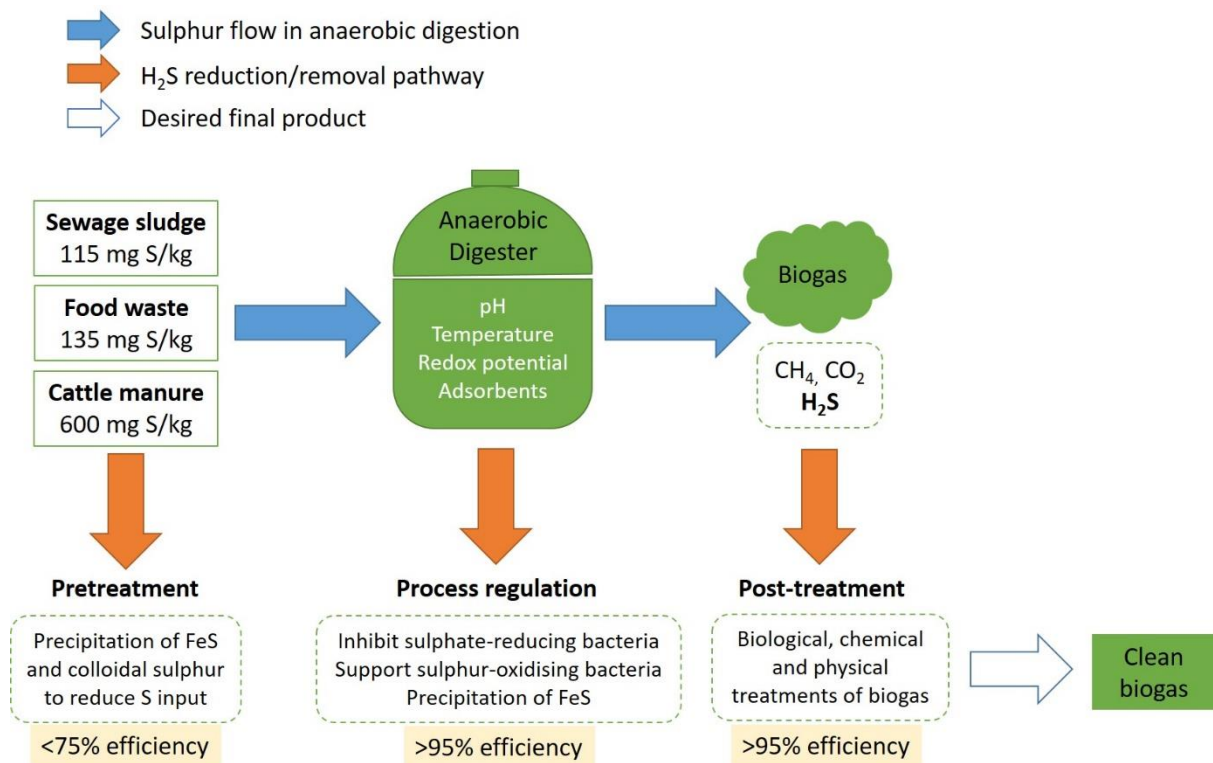 Sulphur flow in anaerobic digestion
H₂S reduction/removal pathway
Desired final product
Sewage sludge
115 mg S/kg
Food waste
135 mg S/kg
Cattle manure
600 mg S/kg
Anaerobic
Digester
pH
Temperature
Redox potential
Adsorbents
Biogas
CH₄, CO₂
H₂S
Pretreatment
Precipitation of FeS
and colloidal sulphur
to reduce S input
<75% efficiency
Process regulation
Inhibit sulphate-reducing bacteria
Support sulphur-oxidising bacteria
Precipitation of FeS
>95% efficiency
Post-treatment
Biological, chemical
and physical
treatments of biogas
>95% efficiency
Clean
biogas